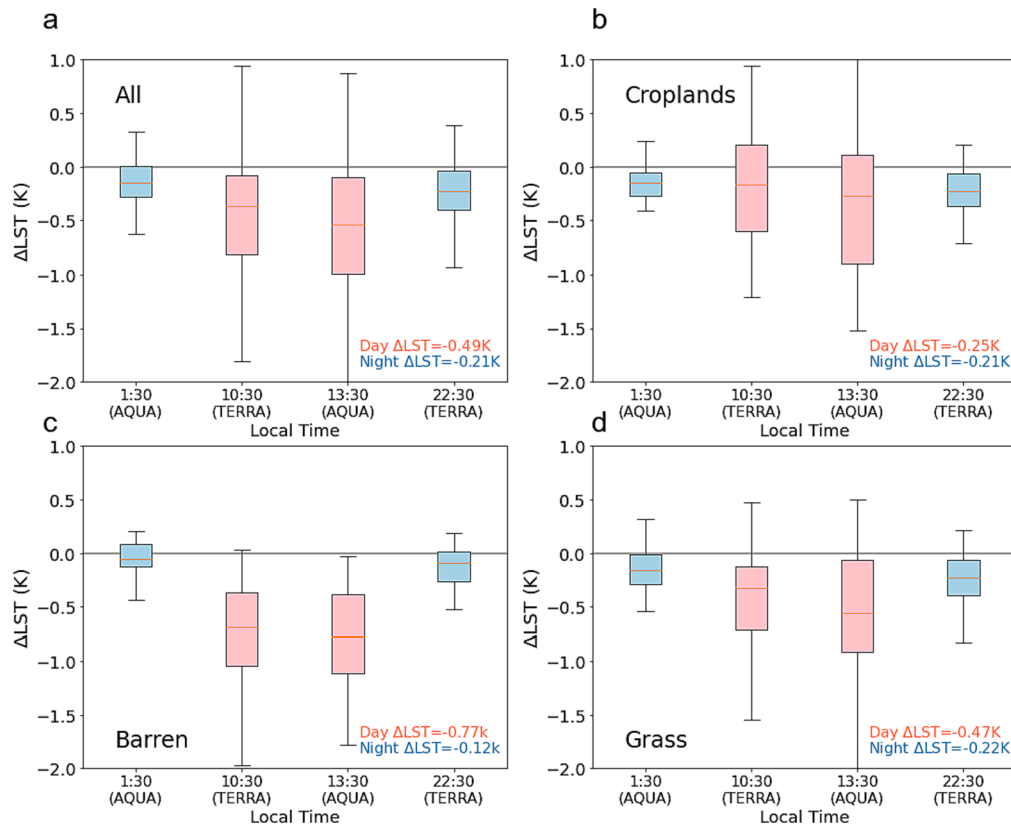 a
1.0
0.5
0.0
−0.5
−1.0
−1.5
−2.0
ΔLST (K)
All
Day ΔLST=-0.49K
Night ΔLST=-0.21K
1:30 10:30 13:30 22:30
(AQUA) (TERRA) (AQUA) (TERRA)
Local Time
b
1.0
0.5
0.0
−0.5
−1.0
−1.5
−2.0
ΔLST (K)
Croplands
Day ΔLST=-0.25K
Night ΔLST=-0.21K
1:30 10:30 13:30 22:30
(AQUA) (TERRA) (AQUA) (TERRA)
Local Time
c
1.0
0.5
0.0
−0.5
−1.0
−1.5
−2.0
ΔLST (K)
Barren
Day ΔLST=-0.77k
Night ΔLST=-0.12k
1:30 10:30 13:30 22:30
(AQUA) (TERRA) (AQUA) (TERRA)
Local Time
d
1.0
0.5
0.0
−0.5
−1.0
−1.5
−2.0
ΔLST (K)
Grass
Day ΔLST=-0.47K
Night ΔLST=-0.22K
1:30 10:30 13:30 22:30
(AQUA) (TERRA) (AQUA) (TERRA)
Local Time